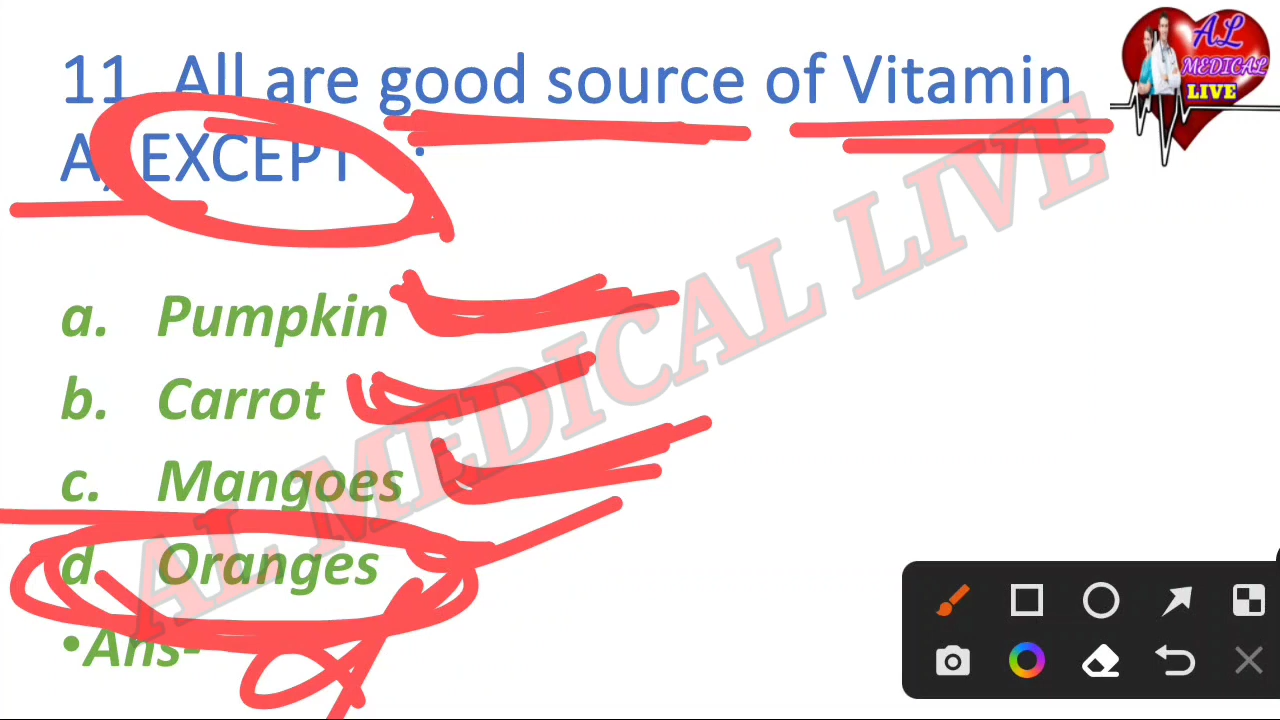 11 All are good source of Vitamin
A, EXCEPT :
a. Pumpkin
b. Carrot
c. Mangoes
d. Oranges
•Ans-
AL MEDICAL LIVE
AL
MEDICAL
LIVE